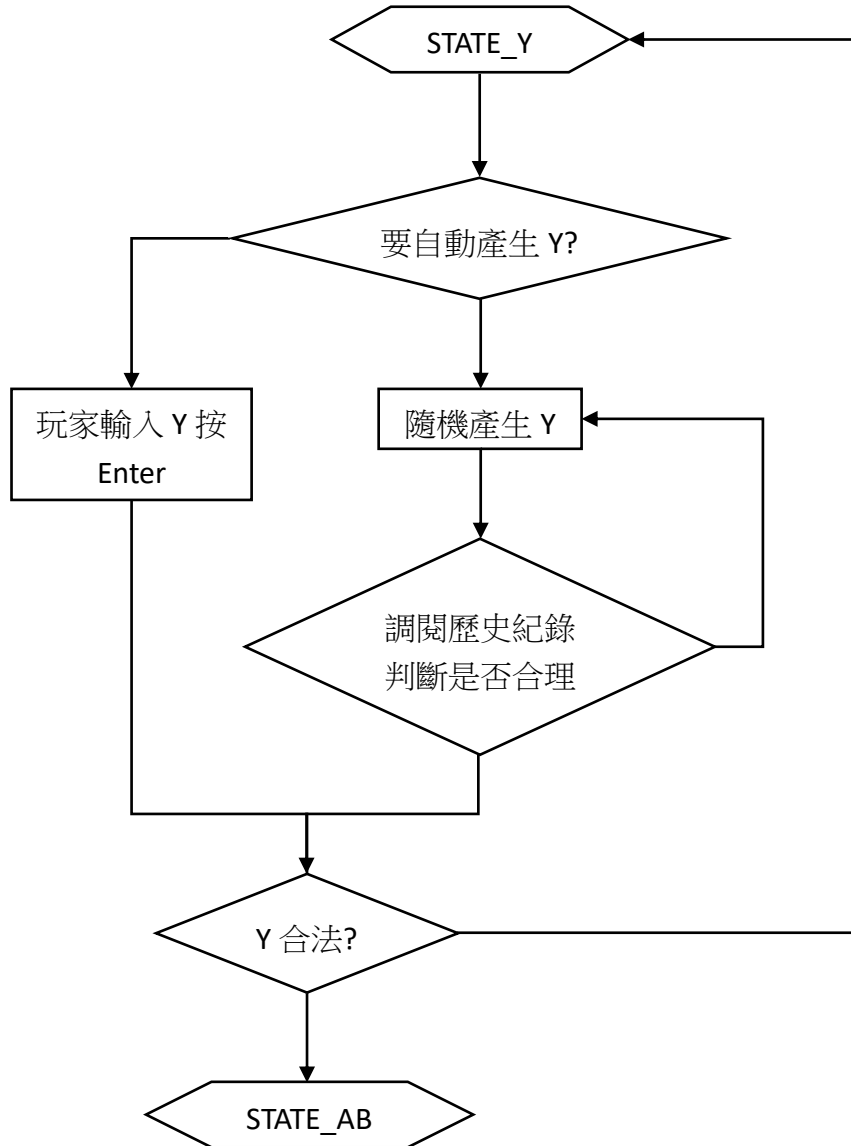 STATE_Y
要自動產生 Y?
玩家輸入 Y 按
Enter
隨機產生 Y
調閱歷史紀錄
判斷是否合理
Y 合法?
STATE_AB